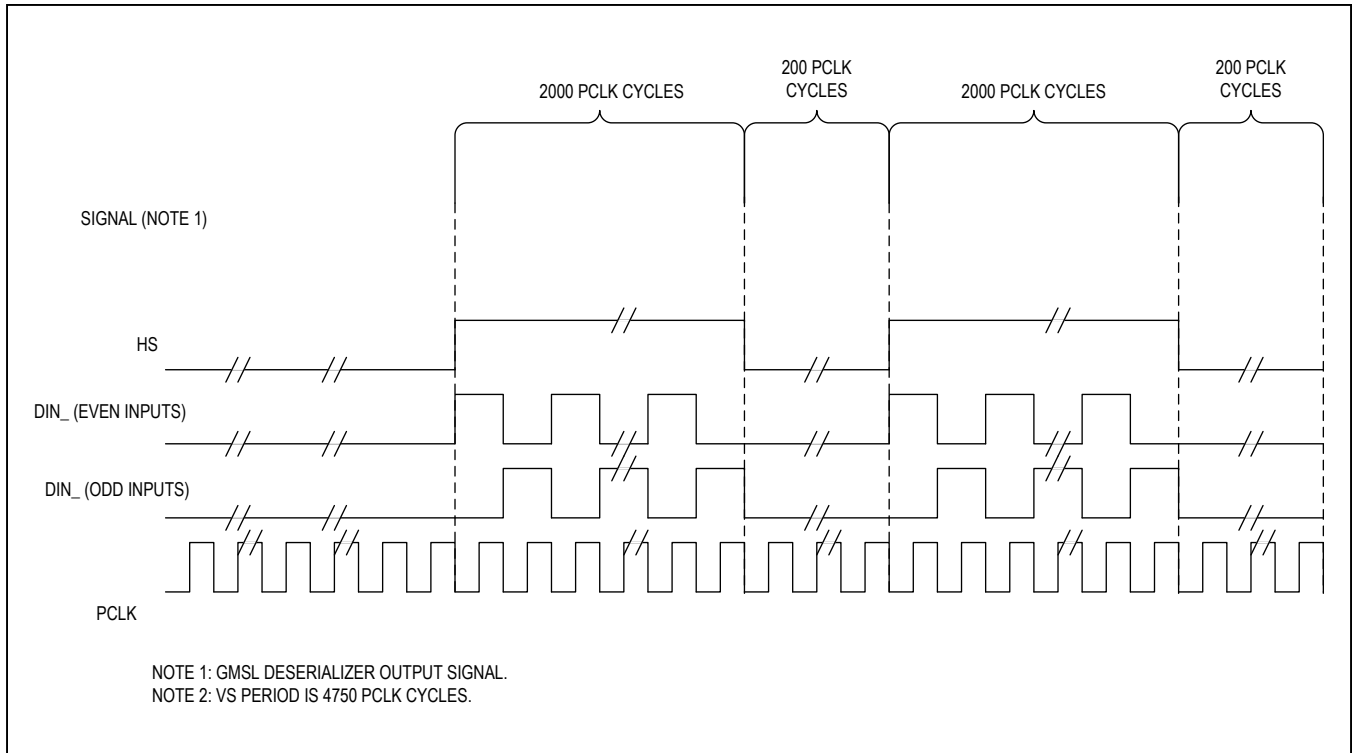 2000 PCLK CYCLES
200 PCLK
CYCLES
2000 PCLK CYCLES
200 PCLK
CYCLES
SIGNAL (NOTE 1)
HS
DIN_ (EVEN INPUTS)
DIN_ (ODD INPUTS)
PCLK
NOTE 1: GMSL DESERIALIZER OUTPUT SIGNAL.
NOTE 2: VS PERIOD IS 4750 PCLK CYCLES.